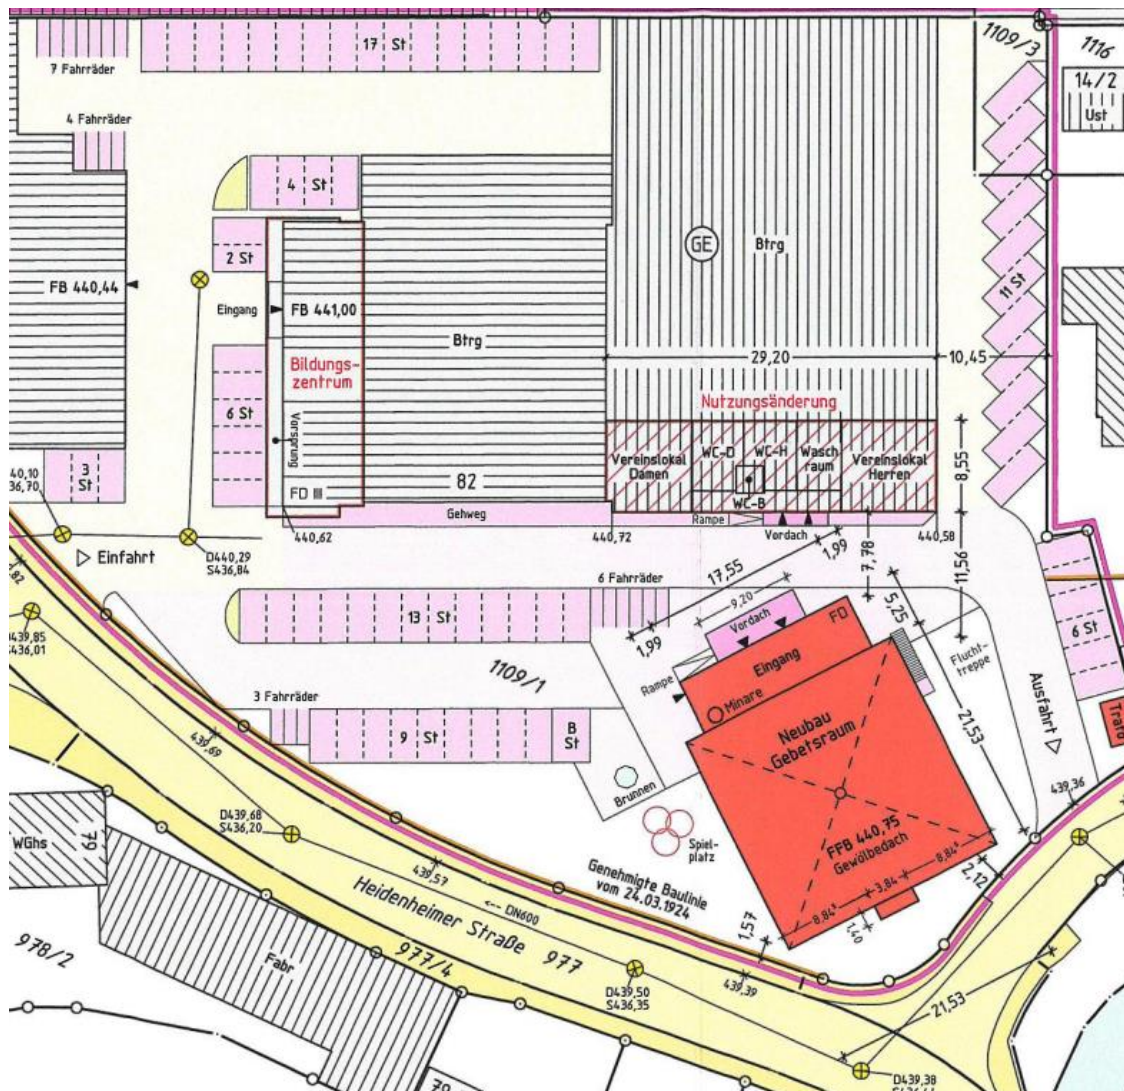 17 St
1109/3
1116
14/2
Ust
7 Fahrräder
4 Fahrräder
4 St
2 St
GE
Btrg
11 St
FB 440,44
Eingang
FB 441,00
Btrg
29,20
10,45
Bildungs-
zentrum
Nutzungsänderung
6 St
Vorsprung
Vereinslokal
Damen
WC-D
WC-H
Wasch
raum
Vereinslokal
Herren
WC-B
8,55
3
St
FD III
82
Gehweg
Rampe
Vordach
440,62
440,72
440,58
Einfahrt
D440,29
S436,84
1,99
7,78
11,56
17,55
6 Fahrräder
9,20
5,25
13 St
Vordach
FD
1,99
6 St
Eingang
Flucht-
treppe
1109/1
Rampe
Minare
Ausfahrt
3 Fahrräder
Neubau
Gebetsraum
21,53
9 St
B
St
439,69
Brunnen
439,36
D439,68
S436,20
FFB 440,75
Gewölbedach
Spiel-
platz
WGhs
79
439,57
Genehmigte Baulinie
vom 24.03.1924
8,84⁵
3,84
8,84⁵
2,12
1,40
1,57
<--- DN600
Heidenheimer Straße 977
977/4
978/2
Fabr
439,39
D439,50
S436,35
21,53
D439,38